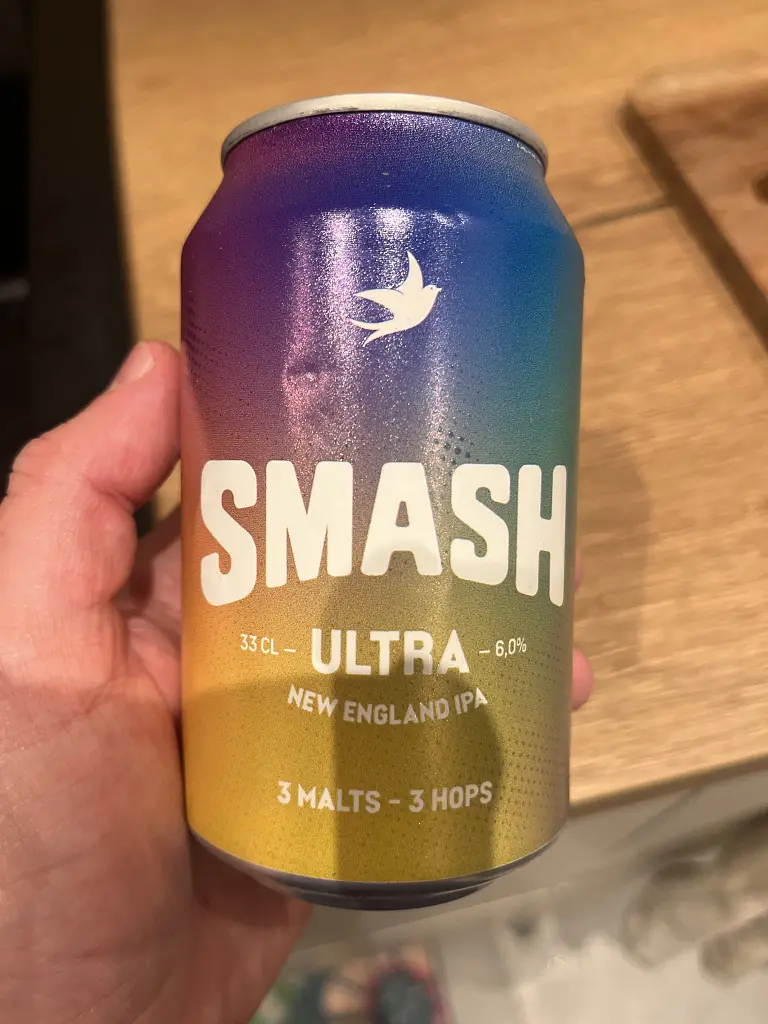 SMASH
33 CL – ULTRA – 6,0%
NEW ENGLAND IPA
3 MALTS – 3 HOPS